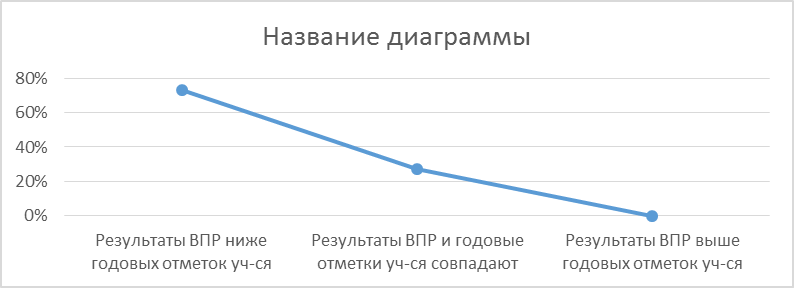 Название диаграммы
80%
60%
40%
20%
0%
Результаты ВПР ниже
годовых отметок уч-ся
Результаты ВПР и годовые
отметки уч-ся совпадают
Результаты ВПР выше
годовых отметок уч-ся